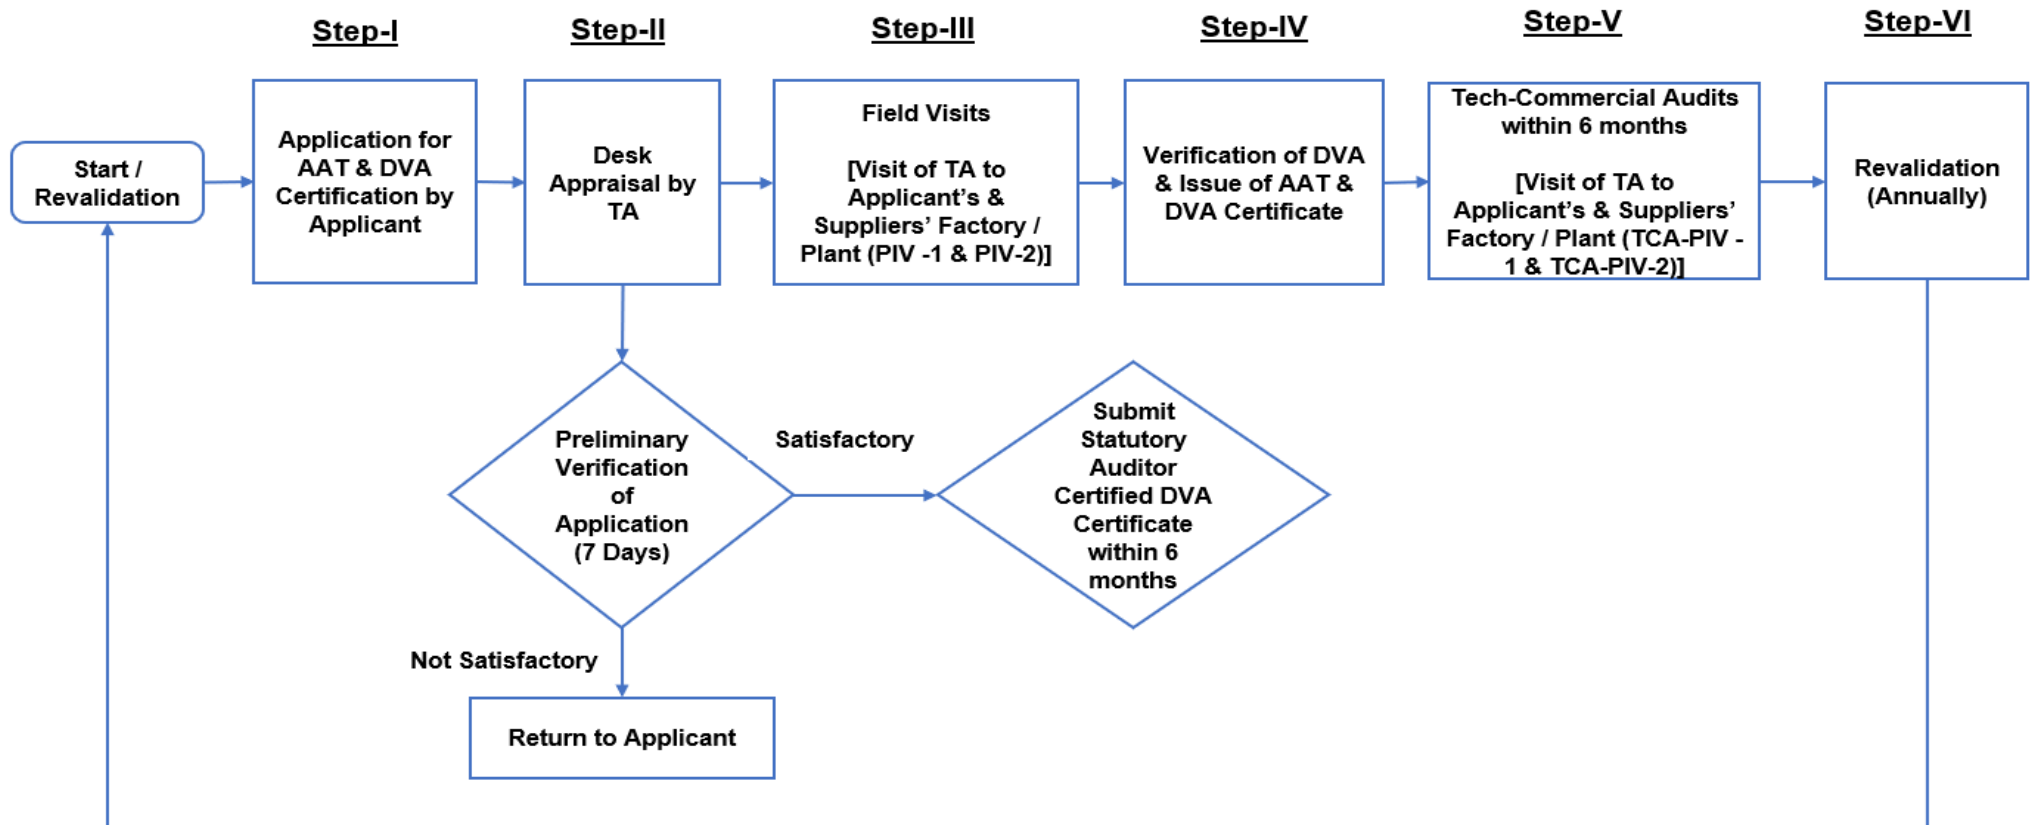 Step-I
Step-II
Step-III
Step-IV
Step-V
Step-VI
Start /
Revalidation
Application for
AAT & DVA
Certification by
Applicant
Desk
Appraisal by
TA
Field Visits
[Visit of TA to
Applicant’s &
Suppliers’ Factory /
Plant (PIV -1 & PIV-2)]
Verification of DVA
& Issue of AAT &
DVA Certificate
Tech-Commercial Audits
within 6 months
[Visit of TA to
Applicant’s & Suppliers’
Factory / Plant (TCA-PIV -
1 & TCA-PIV-2)]
Revalidation
(Annually)
Preliminary
Verification
of
Application
(7 Days)
Satisfactory
Submit
Statutory
Auditor
Certified DVA
Certificate
within 6
months
Not Satisfactory
Return to Applicant